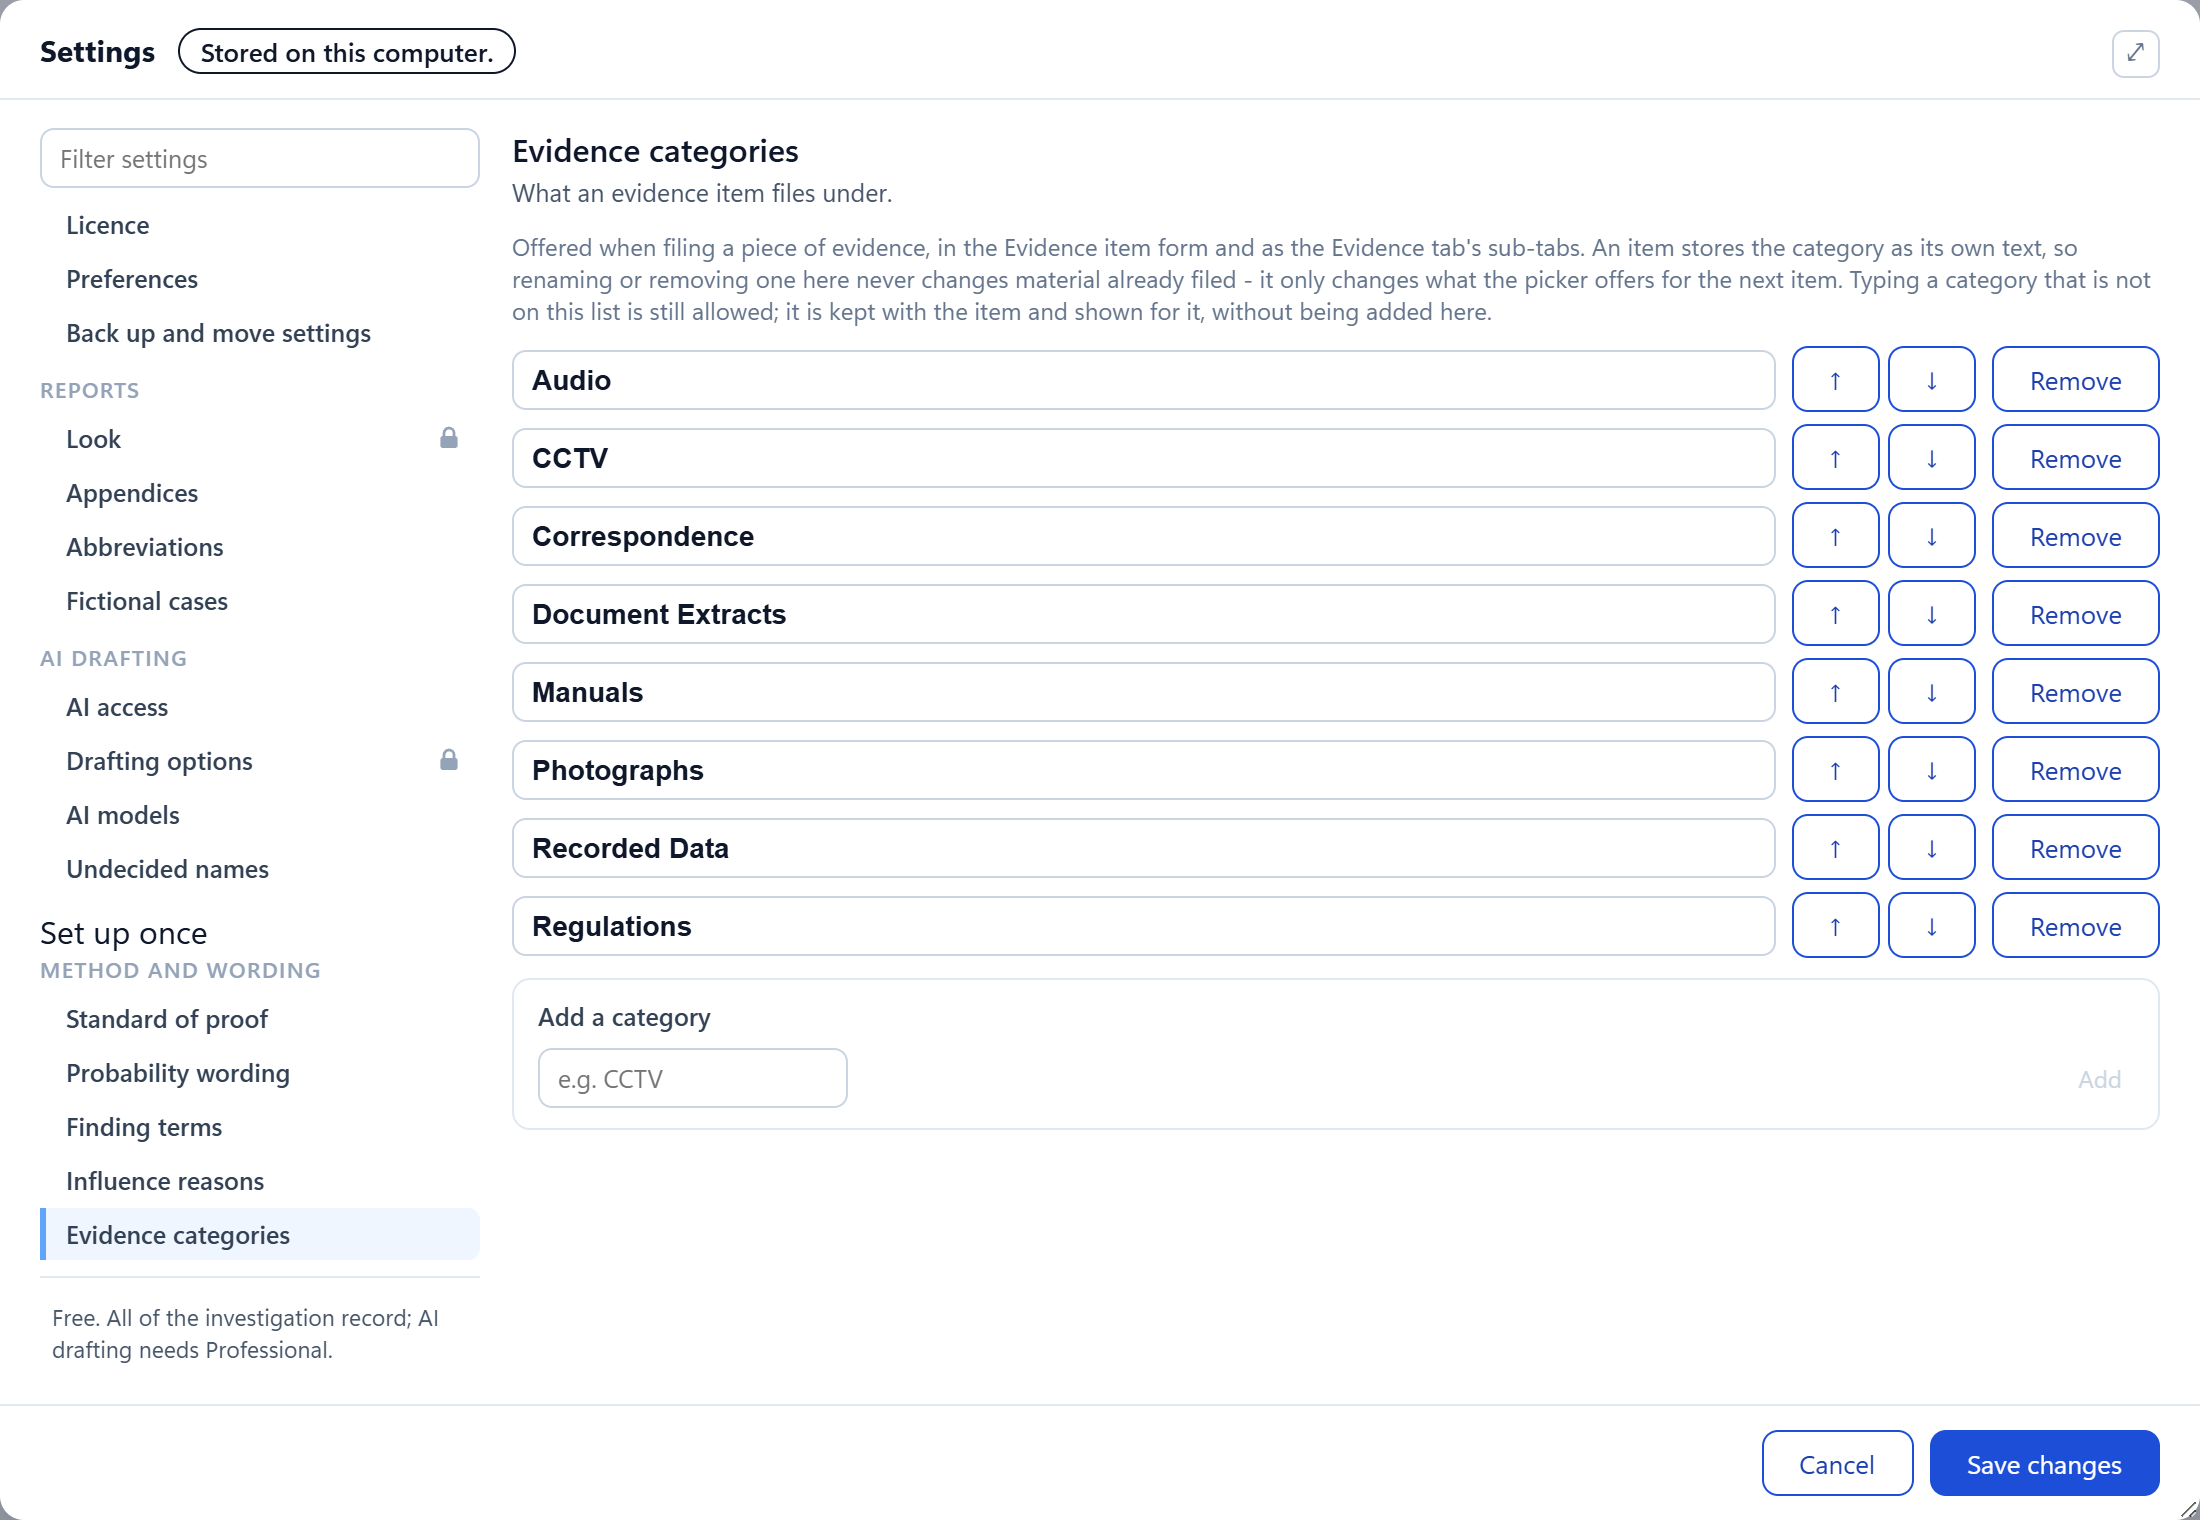 Settings
Stored on this computer.
Filter settings
Licence
Preferences
Back up and move settings
REPORTS
Look
Appendices
Abbreviations
Fictional cases
AI DRAFTING
AI access
Drafting options
AI models
Undecided names
Set up once
METHOD AND WORDING
Standard of proof
Probability wording
Finding terms
Influence reasons
Evidence categories
Free. All of the investigation record; AI
drafting needs Professional.
Evidence categories
What an evidence item files under.
Offered when filing a piece of evidence, in the Evidence item form and as the Evidence tab's sub-tabs. An item stores the category as its own text, so
renaming or removing one here never changes material already filed - it only changes what the picker offers for the next item. Typing a category that is not
on this list is still allowed; it is kept with the item and shown for it, without being added here.
Audio ↑ ↓ Remove
CCTV ↑ ↓ Remove
Correspondence ↑ ↓ Remove
Document Extracts ↑ ↓ Remove
Manuals ↑ ↓ Remove
Photographs ↑ ↓ Remove
Recorded Data ↑ ↓ Remove
Regulations ↑ ↓ Remove
Add a category
e.g. CCTV
Add
Cancel
Save changes